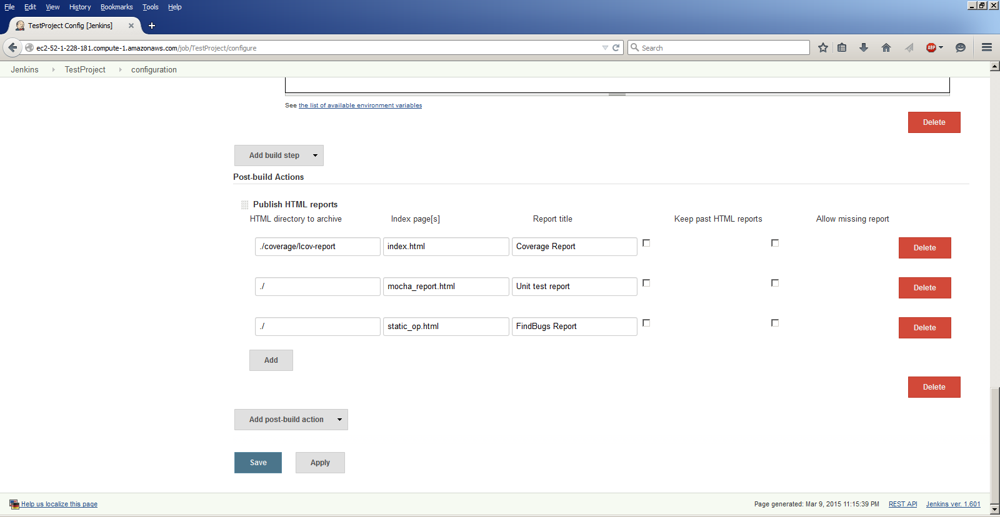 File Edit View History Bookmarks Tools Help
TestProject Config [Jenkins]
ec2-52-1-228-181.compute-1.amazonaws.com/job/TestProject/configure Search ABP
Jenkins TestProject configuration
See the list of available environment variables
Delete
Add build step
Post-build Actions
Publish HTML reports
HTML directory to archive Index page[s] Report title Keep past HTML reports Allow missing report
./coverage/lcov-report index.html Coverage Report Delete
./ mocha_report.html Unit test report Delete
./ static_op.html FindBugs Report Delete
Add
Delete
Add post-build action
Save Apply
Help us localize this page Page generated: Mar 9, 2015 11:15:39 PM REST API Jenkins ver. 1.601